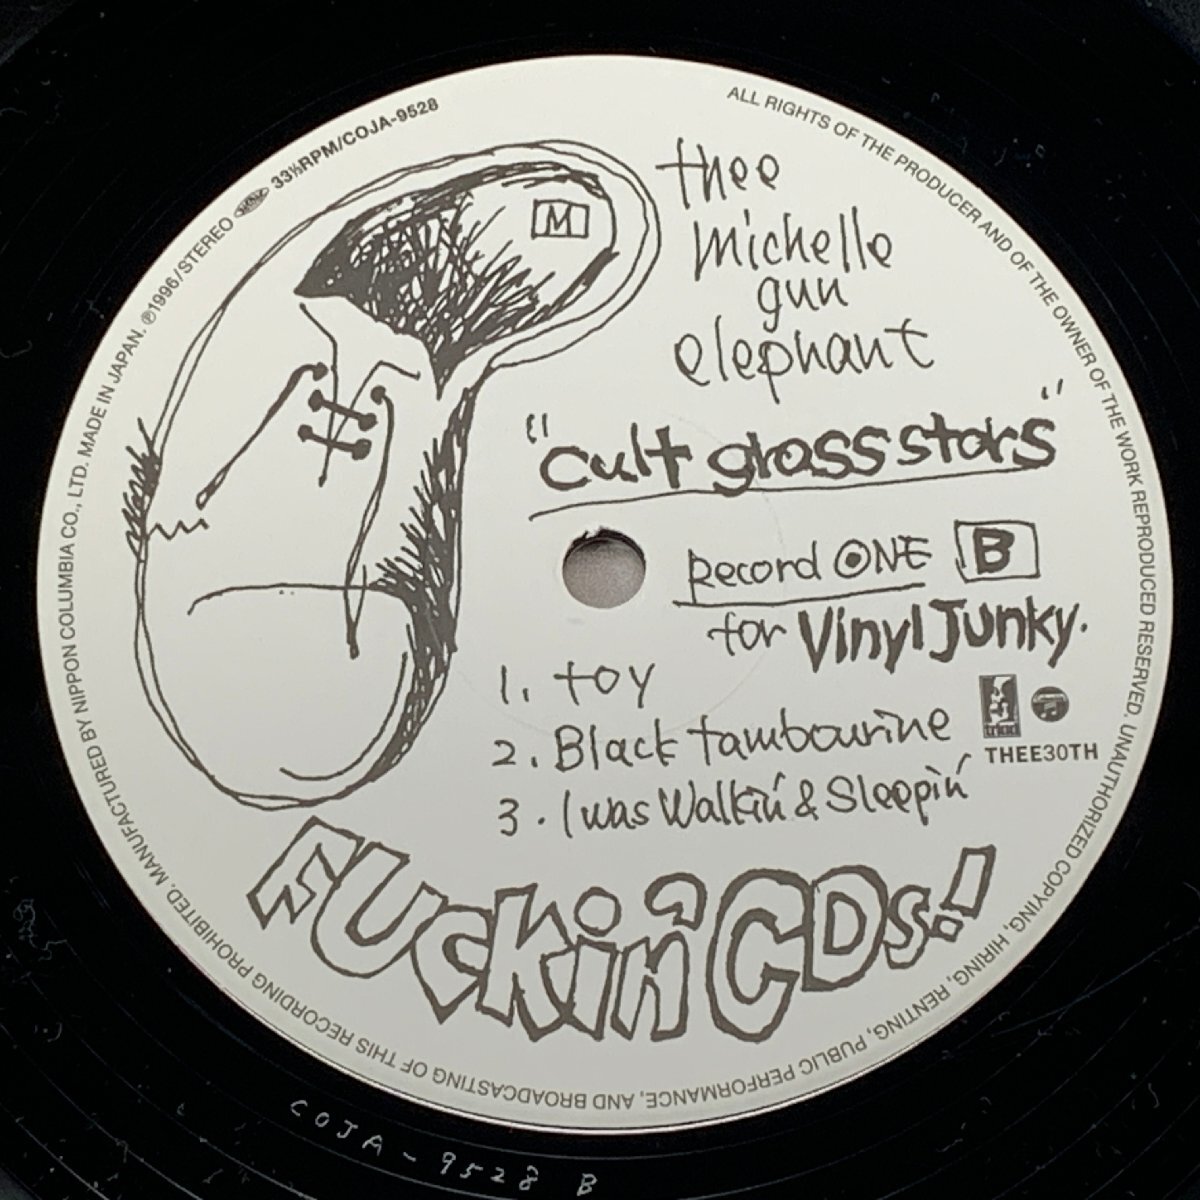 thee
michelle
gun
elephant
"cult grass stars"
Record ONE B
for Vinyl Junky.
1. toy
2. Black tambourine
3. I was Walkin' & Sleepin'
triad
THEE30TH
FUCKin' CDs!
M
MANUFACTURED BY NIPPON COLUMBIA CO., LTD. MADE IN JAPAN. ℗1996/STEREO 33⅓RPM/COJA-9528
ALL RIGHTS OF THE PRODUCER AND OF THE OWNER OF THE WORK REPRODUCED RESERVED. UNAUTHORIZED COPYING, HIRING, RENTING, PUBLIC PERFORMANCE, AND BROADCASTING OF THIS RECORDING PROHIBITED.
COJA-9528 B